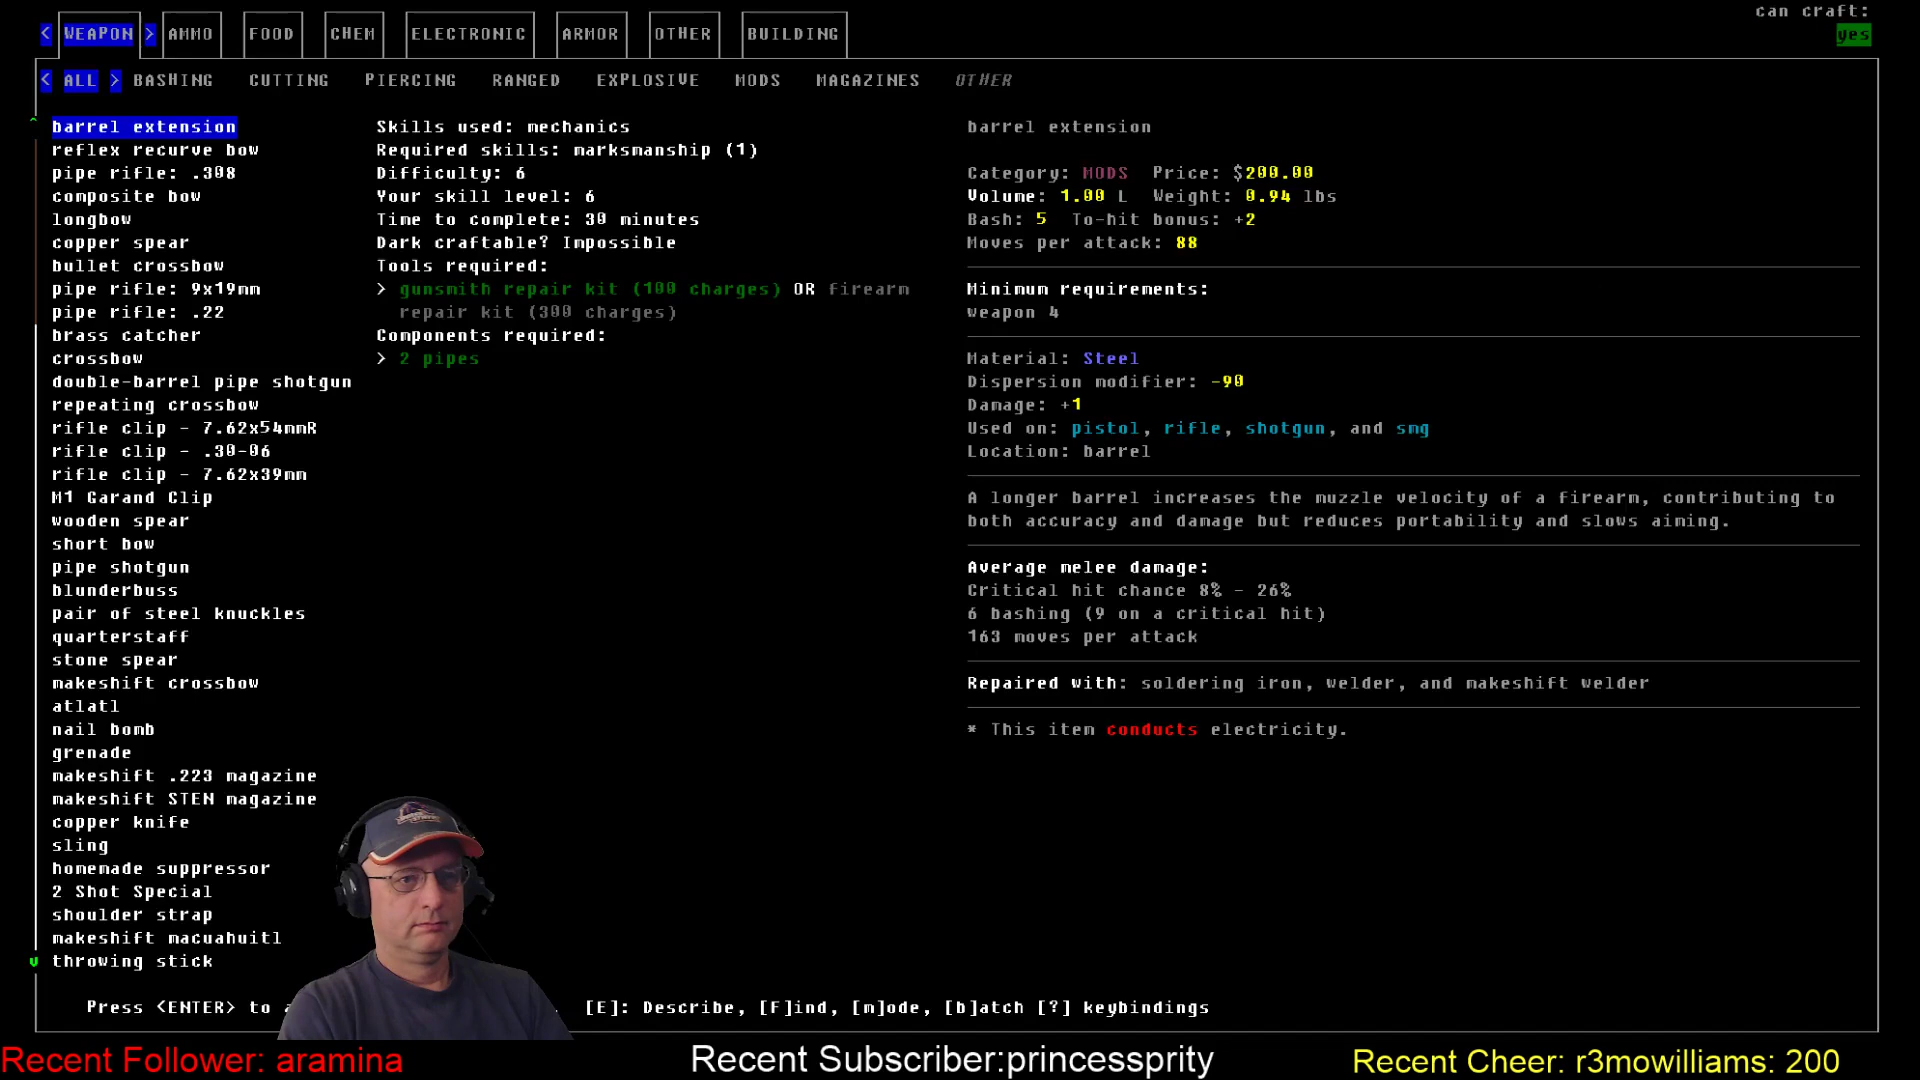 can craft:
< WEAPON > AMMO FOOD CHEM ELECTRONIC ARMOR OTHER BUILDING yes
< ALL > BASHING CUTTING PIERCING RANGED EXPLOSIVE MODS MAGAZINES OTHER
barrel extension
reflex recurve bow
pipe rifle: .308
composite bow
longbow
copper spear
bullet crossbow
pipe rifle: 9x19mm
pipe rifle: .22
brass catcher
crossbow
double-barrel pipe shotgun
repeating crossbow
rifle clip - 7.62x54mmR
rifle clip - .30-06
rifle clip - 7.62x39mm
M1 Garand Clip
wooden spear
short bow
pipe shotgun
blunderbuss
pair of steel knuckles
quarterstaff
stone spear
makeshift crossbow
atlatl
nail bomb
grenade
makeshift .223 magazine
makeshift STEN magazine
copper knife
sling
homemade suppressor
2 Shot Special
shoulder strap
makeshift macuahuitl
v throwing stick
Skills used: mechanics
Required skills: marksmanship (1)
Difficulty: 6
Your skill level: 6
Time to complete: 30 minutes
Dark craftable? Impossible
Tools required:
> gunsmith repair kit (100 charges) OR firearm
repair kit (300 charges)
Components required:
> 2 pipes
barrel extension
Category: MODS Price: $200.00
Volume: 1.00 L Weight: 0.94 lbs
Bash: 5 To-hit bonus: +2
Moves per attack: 88
Minimum requirements:
weapon 4
Material: Steel
Dispersion modifier: -90
Damage: +1
Used on: pistol, rifle, shotgun, and smg
Location: barrel
A longer barrel increases the muzzle velocity of a firearm, contributing to
both accuracy and damage but reduces portability and slows aiming.
Average melee damage:
Critical hit chance 8% - 26%
6 bashing (9 on a critical hit)
163 moves per attack
Repaired with: soldering iron, welder, and makeshift welder
* This item conducts electricity.
Press <ENTER> to [E]: Describe, [F]ind, [m]ode, [b]atch [?] keybindings
Recent Follower: aramina Recent Subscriber:princessprity Recent Cheer: r3mowilliams: 200